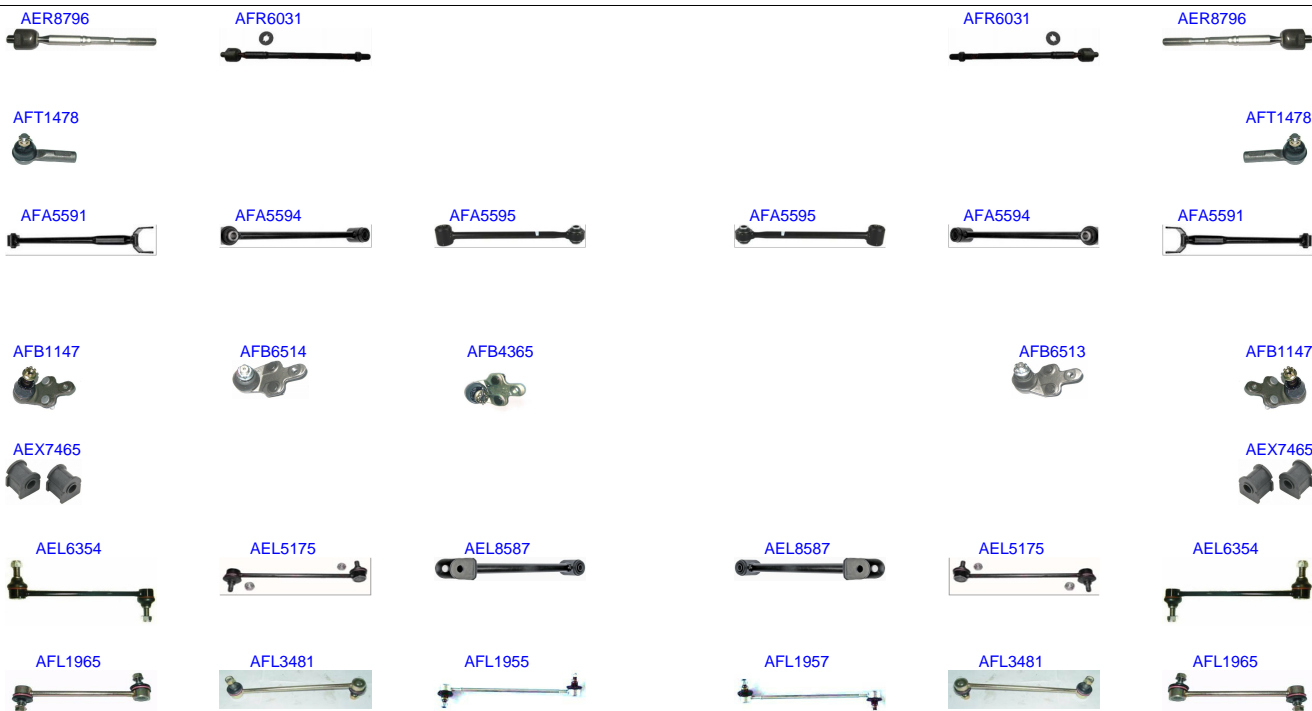 AER8796 AFR6031 AFR6031 AER8796
AFT1478 AFT1478
AFA5591 AFA5594 AFA5595 AFA5595 AFA5594 AFA5591
AFB1147 AFB6514 AFB4365 AFB6513 AFB1147
AEX7465 AEX7465
AEL6354 AEL5175 AEL8587 AEL8587 AEL5175 AEL6354
AFL1965 AFL3481 AFL1955 AFL1957 AFL3481 AFL1965